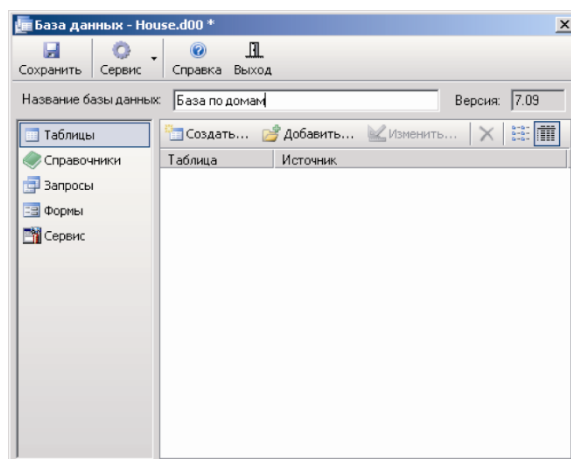 База данных - House.d00 *
Сохранить Сервис Справка Выход
Название базы данных: База по домам Версия: 7.09
Таблицы
Справочники
Запросы
Формы
Сервис
Создать... Добавить... Изменить...
Таблица Источник